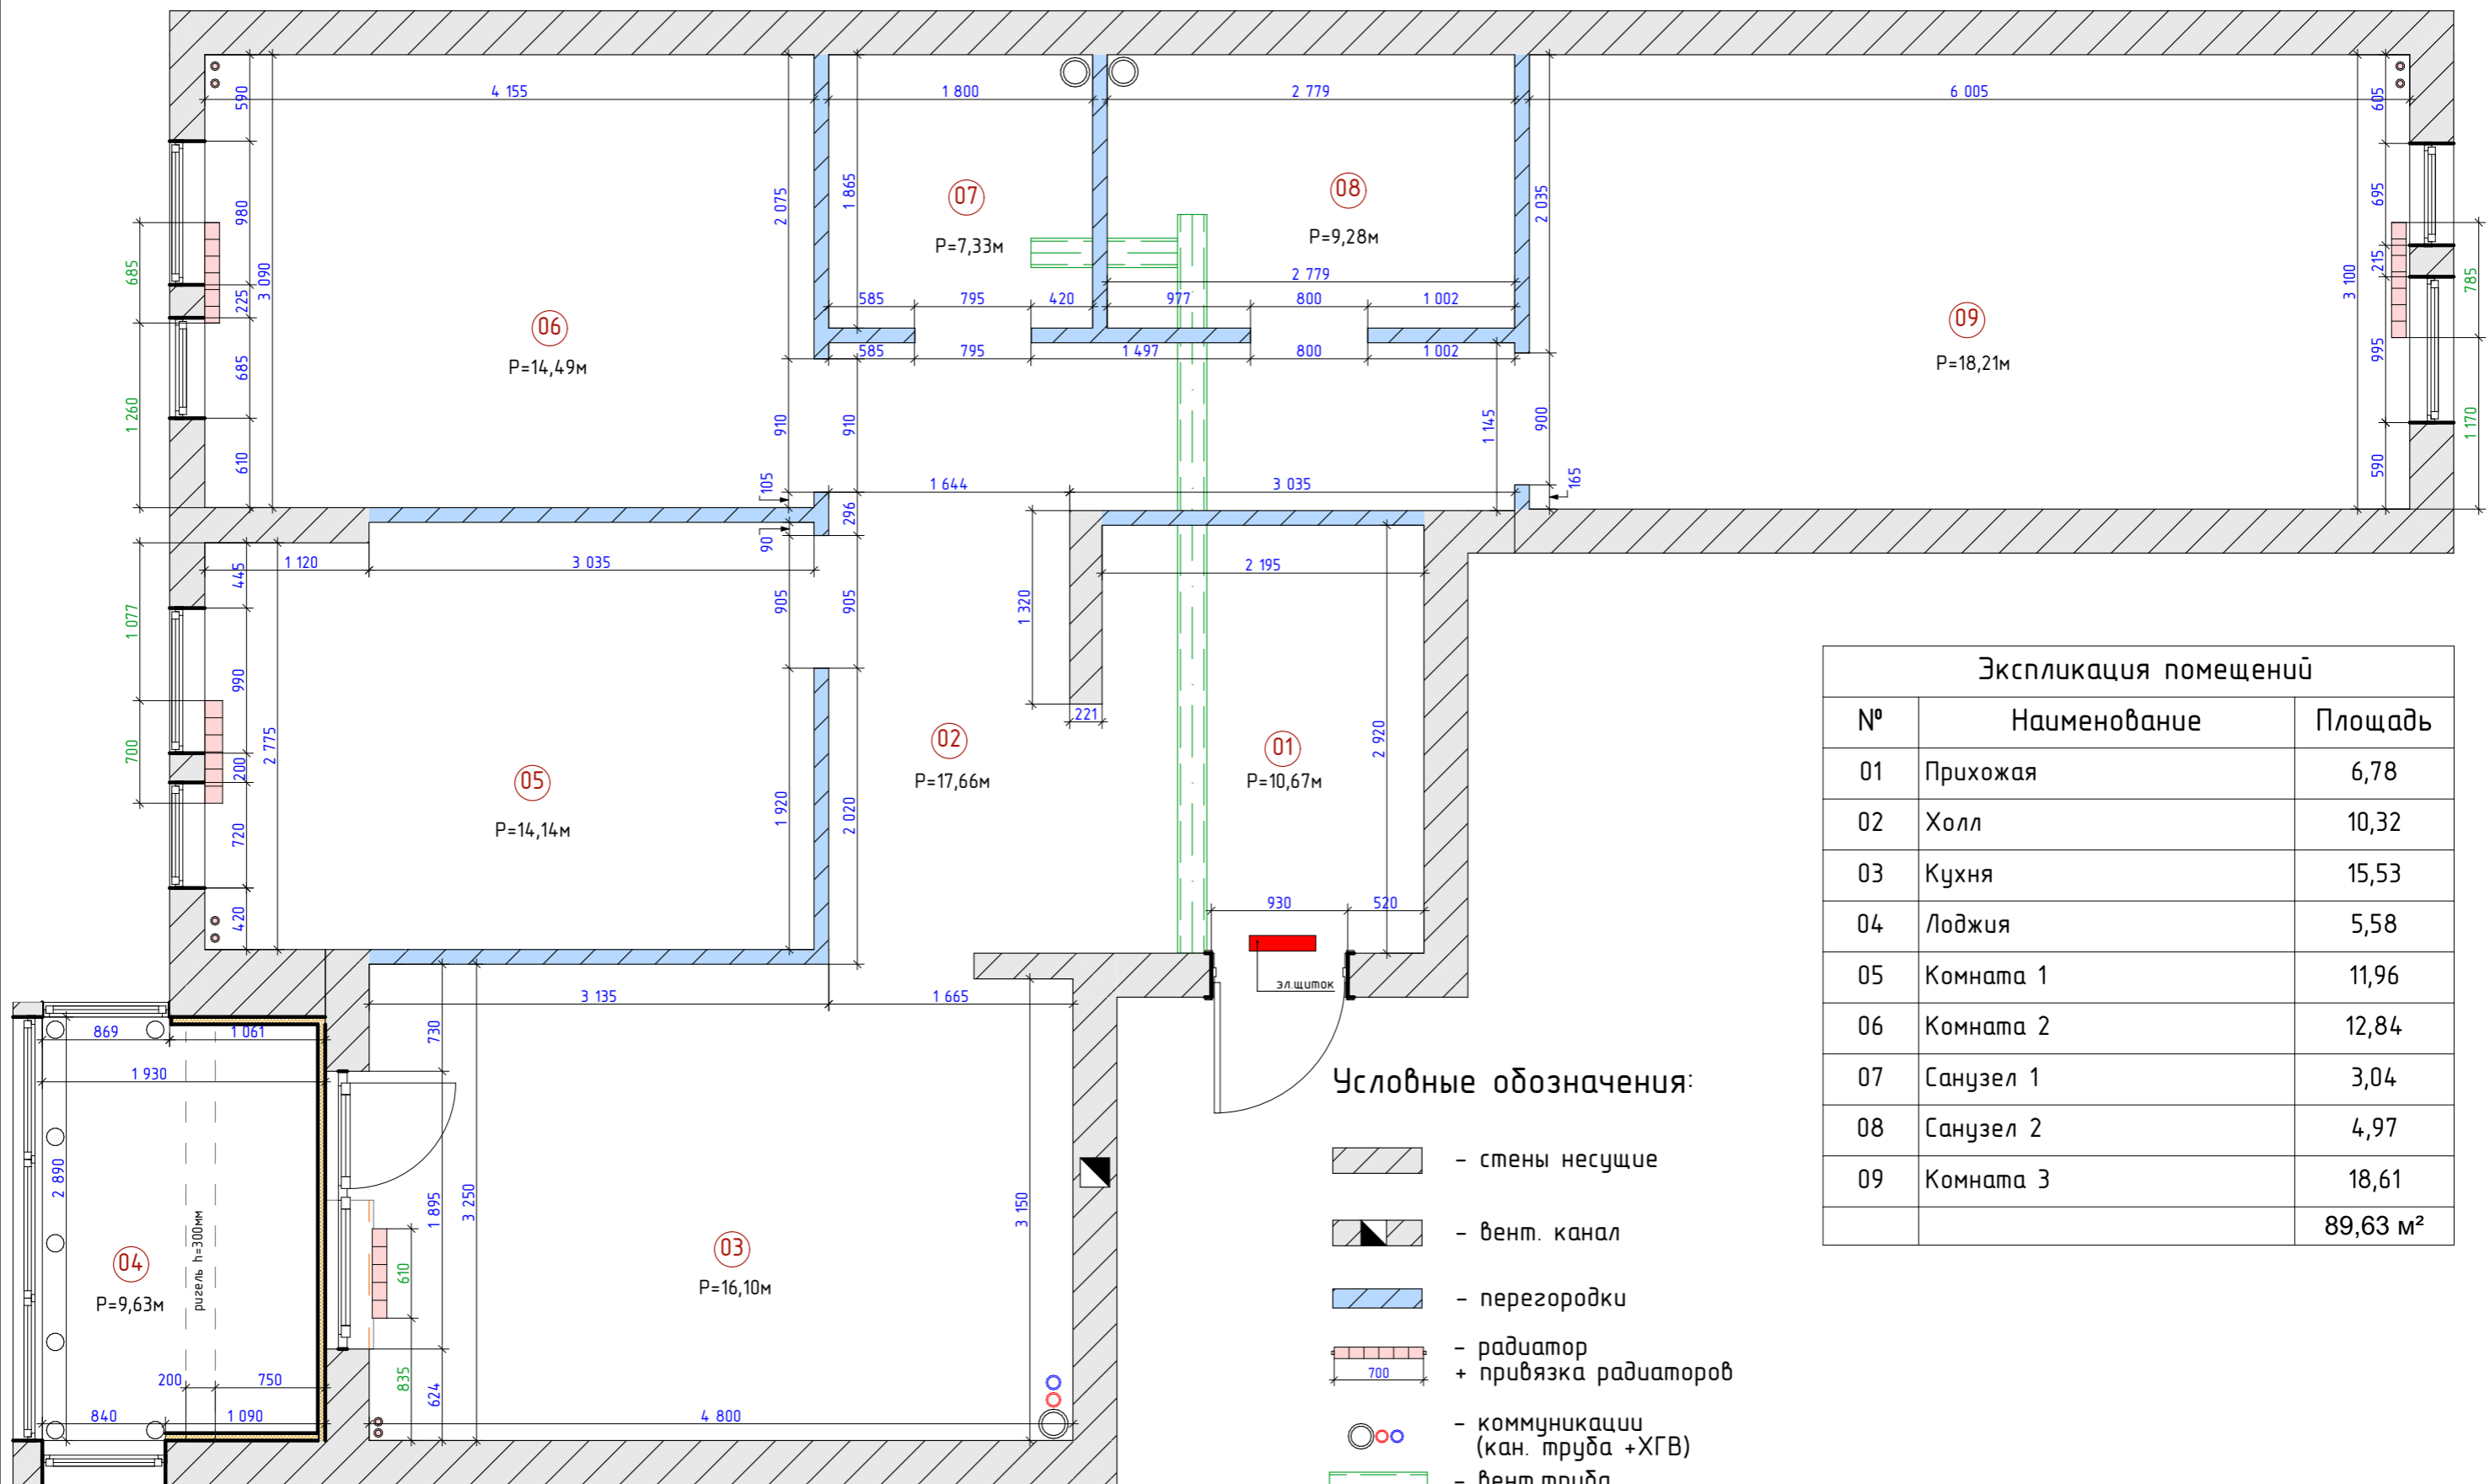 4 155
1 800
2 779
6 005
590
3 090
980
225
685
610
685
1 260
2 075
1 865
2 035
605
695
215
995
590
3 100
785
1 170
07
P=7,33м
08
P=9,28м
2 779
585
795
420
977
800
1 002
585
795
1 497
800
1 002
06
P=14,49м
09
P=18,21м
910
910
1 145
900
105
1 644
3 035
165
296
90
1 120
3 035
2 195
445
1 077
990
700
2 775
200
720
420
905
905
1 320
221
2 920
02
P=17,66м
01
P=10,67м
05
P=14,14м
1 920
2 020
930
520
эл.щиток
3 135
1 665
869
1 061
1 930
730
2 890
1 895
3 250
3 150
ригель h=300мм
04
P=9,63м
03
P=16,10м
610
835
624
200
750
840
1 090
4 800
Экспликация помещений
№ Наименование Площадь
01 Прихожая 6,78
02 Холл 10,32
03 Кухня 15,53
04 Лоджия 5,58
05 Комната 1 11,96
06 Комната 2 12,84
07 Санузел 1 3,04
08 Санузел 2 4,97
09 Комната 3 18,61
89,63 м²
Условные обозначения:
- стены несущие
- вент. канал
- перегородки
- радиатор
700
+ привязка радиаторов
- коммуникации
(кан. труба +ХГВ)
- вент.труба